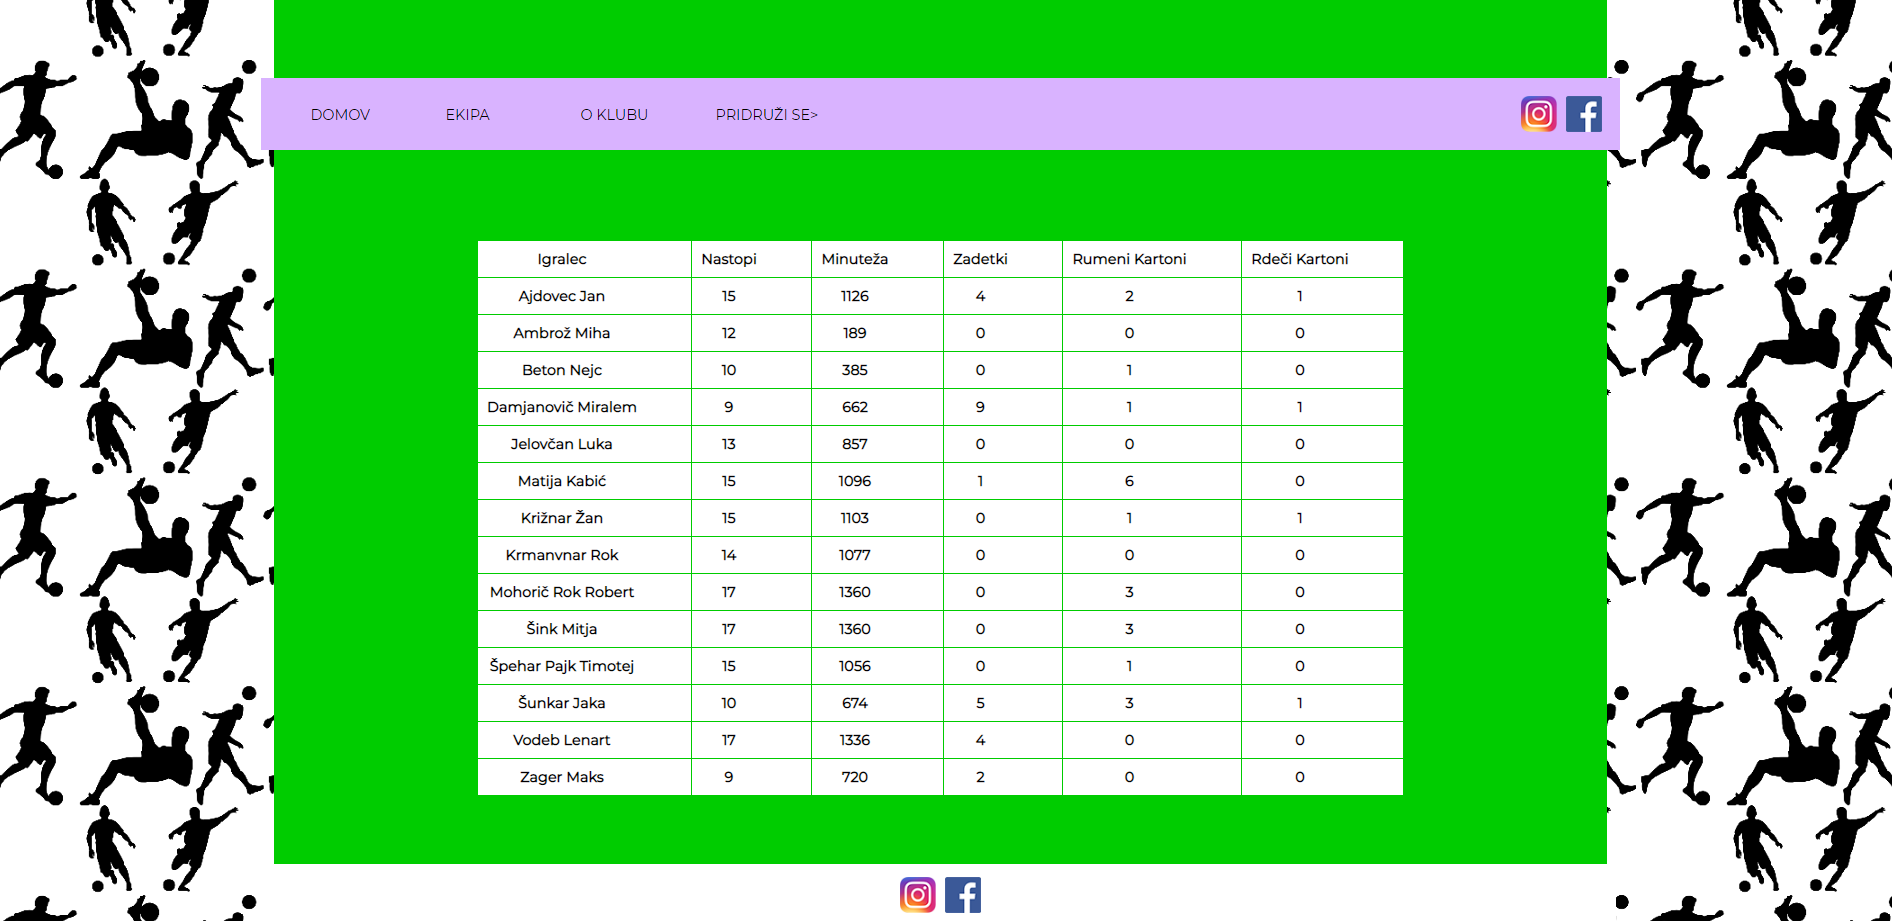 DOMOV EKIPA O KLUBU PRIDRUŽI SE>
Igralec Nastopi Minuteža Zadetki Rumeni Kartoni Rdeči Kartoni
Ajdovec Jan 15 1126 4 2 1
Ambrož Miha 12 189 0 0 0
Beton Nejc 10 385 0 1 0
Damjanovič Miralem 9 662 9 1 1
Jelovčan Luka 13 857 0 0 0
Matija Kabić 15 1096 1 6 0
Križnar Žan 15 1103 0 1 1
Krmanvnar Rok 14 1077 0 0 0
Mohorič Rok Robert 17 1360 0 3 0
Šink Mitja 17 1360 0 3 0
Špehar Pajk Timotej 15 1056 0 1 0
Šunkar Jaka 10 674 5 3 1
Vodeb Lenart 17 1336 4 0 0
Zager Maks 9 720 2 0 0